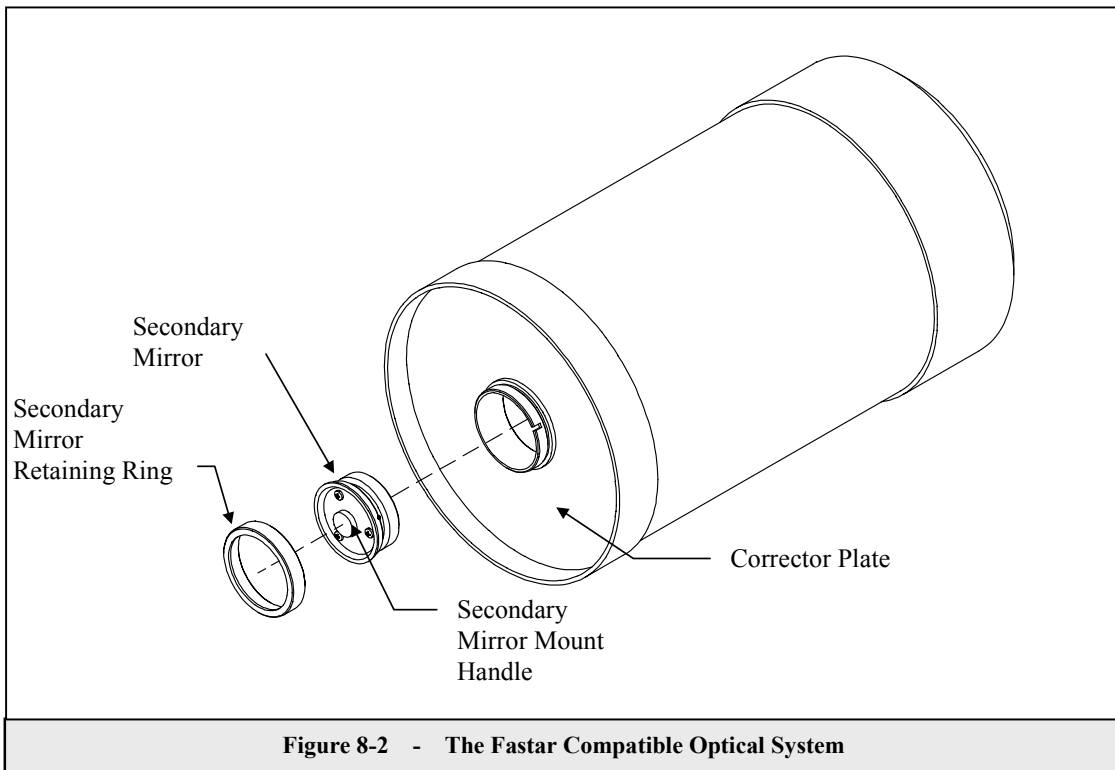 Secondary
Mirror
Secondary
Mirror
Retaining Ring
Corrector Plate
Secondary
Mirror Mount
Handle
Figure 8-2 - The Fastar Compatible Optical System